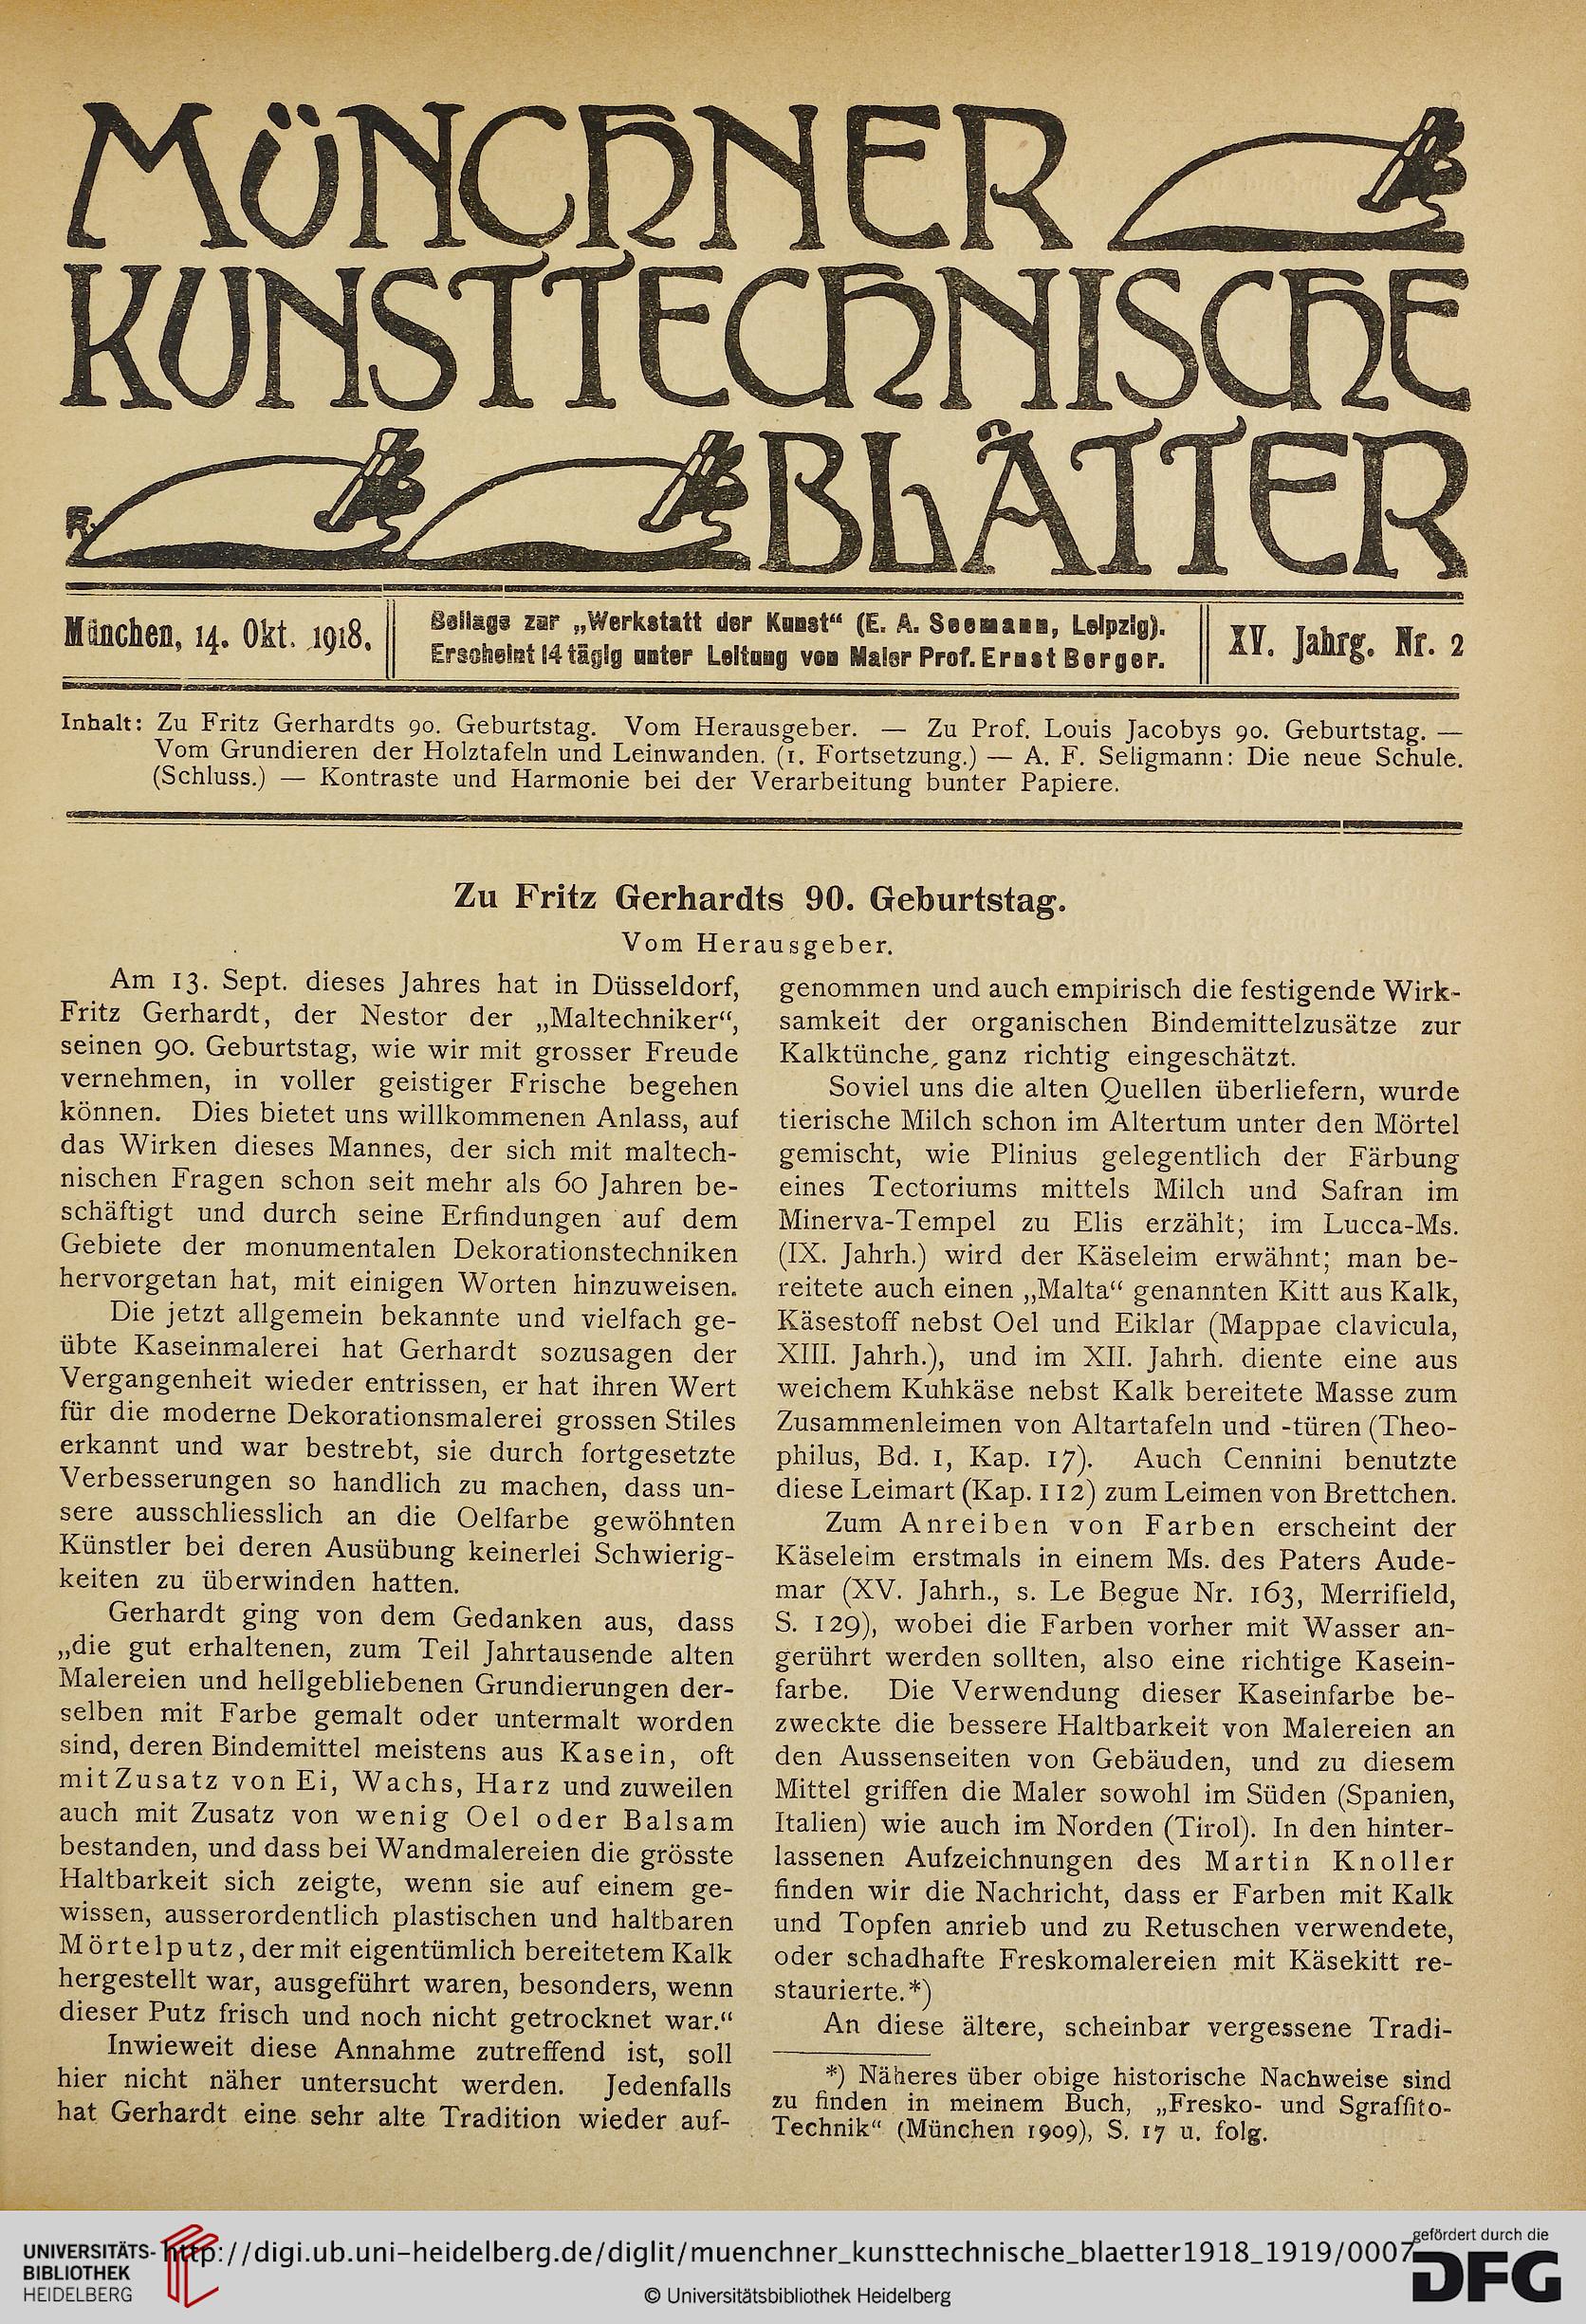 MÜNCHNER
KUNSTTECHNISCHE
BLÄTTER
München, 14. Okt. 1918.
Beilage zur „Werkstatt der Kunst“ (E. A. Seemann, Leipzig).
Erscheint 14tägig unter Leitung von Maler Prof. Ernst Berger.
XV. Jahrg. Nr. 2
Inhalt: Zu Fritz Gerhardts 90. Geburtstag. Vom Herausgeber. — Zu Prof. Louis Jacobys 90. Geburtstag. —
Vom Grundieren der Holztafeln und Leinwanden. (1. Fortsetzung.) — A. F. Seligmann: Die neue Schule.
(Schluss.) — Kontraste und Harmonie bei der Verarbeitung bunter Papiere.
Zu Fritz Gerhardts 90. Geburtstag.
Vom Herausgeber.
Am 13. Sept. dieses Jahres hat in Düsseldorf,
Fritz Gerhardt, der Nestor der „Maltechniker“,
seinen 90. Geburtstag, wie wir mit grosser Freude
vernehmen, in voller geistiger Frische begehen
können. Dies bietet uns willkommenen Anlass, auf
das Wirken dieses Mannes, der sich mit maltech-
nischen Fragen schon seit mehr als 60 Jahren be-
schäftigt und durch seine Erfindungen auf dem
Gebiete der monumentalen Dekorationstechniken
hervorgetan hat, mit einigen Worten hinzuweisen.
Die jetzt allgemein bekannte und vielfach ge-
übte Kaseinmalerei hat Gerhardt sozusagen der
Vergangenheit wieder entrissen, er hat ihren Wert
für die moderne Dekorationsmalerei grossen Stiles
erkannt und war bestrebt, sie durch fortgesetzte
Verbesserungen so handlich zu machen, dass un-
sere ausschliesslich an die Oelfarbe gewöhnten
Künstler bei deren Ausübung keinerlei Schwierig-
keiten zu überwinden hatten.
Gerhardt ging von dem Gedanken aus, dass
„die gut erhaltenen, zum Teil Jahrtausende alten
Malereien und hellgebliebenen Grundierungen der-
selben mit Farbe gemalt oder untermalt worden
sind, deren Bindemittel meistens aus Kasein, oft
mit Zusatz von Ei, Wachs, Harz und zuweilen
auch mit Zusatz von wenig Oel oder Balsam
bestanden, und dass bei Wandmalereien die grösste
Haltbarkeit sich zeigte, wenn sie auf einem ge-
wissen, ausserordentlich plastischen und haltbaren
Mörtelputz, der mit eigentümlich bereitetem Kalk
hergestellt war, ausgeführt waren, besonders, wenn
dieser Putz frisch und noch nicht getrocknet war.“
Inwieweit diese Annahme zutreffend ist, soll
hier nicht näher untersucht werden. Jedenfalls
hat Gerhardt eine sehr alte Tradition wieder auf-
genommen und auch empirisch die festigende Wirk-
samkeit der organischen Bindemittelzusätze zur
Kalktünche, ganz richtig eingeschätzt.
Soviel uns die alten Quellen überliefern, wurde
tierische Milch schon im Altertum unter den Mörtel
gemischt, wie Plinius gelegentlich der Färbung
eines Tectoriums mittels Milch und Safran im
Minerva-Tempel zu Elis erzählt; im Lucca-Ms.
(IX. Jahrh.) wird der Käseleim erwähnt; man be-
reitete auch einen „Malta“ genannten Kitt aus Kalk,
Käsestoff nebst Oel und Eiklar (Mappae clavicula,
XIII. Jahrh.), und im XII. Jahrh. diente eine aus
weichem Kuhkäse nebst Kalk bereitete Masse zum
Zusammenleimen von Altartafeln und -türen (Theo-
philus, Bd. I, Kap. 17). Auch Cennini benutzte
diese Leimart (Kap. 112) zum Leimen von Brettchen.
Zum Anreiben von Farben erscheint der
Käseleim erstmals in einem Ms. des Paters Aude-
mar (XV. Jahrh., s. Le Begue Nr. 163, Merrifield,
S. 129), wobei die Farben vorher mit Wasser an-
gerührt werden sollten, also eine richtige Kasein-
farbe. Die Verwendung dieser Kaseinfarbe be-
zweckte die bessere Haltbarkeit von Malereien an
den Aussenseiten von Gebäuden, und zu diesem
Mittel griffen die Maler sowohl im Süden (Spanien,
Italien) wie auch im Norden (Tirol). In den hinter-
lassenen Aufzeichnungen des Martin Knoller
finden wir die Nachricht, dass er Farben mit Kalk
und Topfen anrieb und zu Retuschen verwendete,
oder schadhafte Freskomalereien mit Käsekitt re-
staurierte.*)
An diese ältere, scheinbar vergessene Tradi-
*) Näheres über obige historische Nachweise sind
zu finden in meinem Buch, „Fresko- und Sgraffito-
Technik“ (München 1909), S. 17 u. folg.
UNIVERSITÄTS-
BIBLIOTHEK
HEIDELBERG
http://digi.ub.uni-heidelberg.de/diglit/muenchner_kunsttechnische_blaetter1918_1919/0007
© Universitätsbibliothek Heidelberg
gefördert durch die
DFG